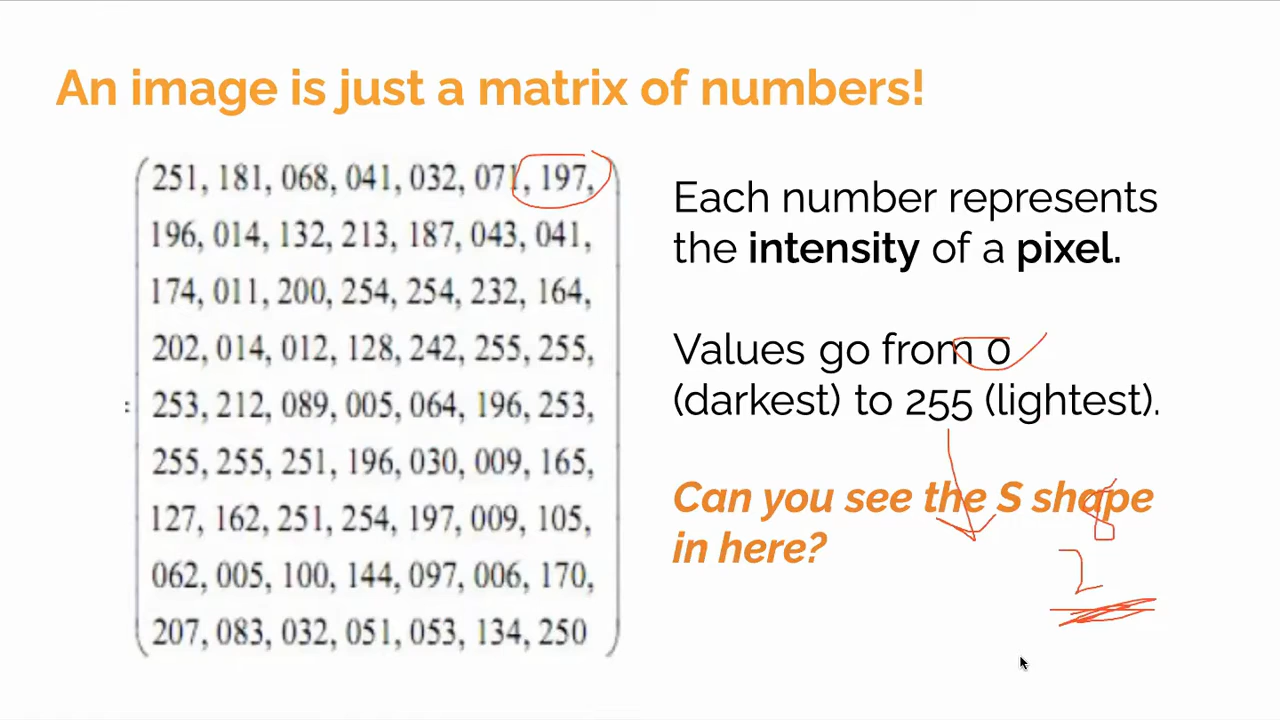 An image is just a matrix of numbers!
251, 181, 068, 041, 032, 071, 197,
196, 014, 132, 213, 187, 043, 041,
174, 011, 200, 254, 254, 232, 164,
202, 014, 012, 128, 242, 255, 255,
: 253, 212, 089, 005, 064, 196, 253,
255, 255, 251, 196, 030, 009, 165,
127, 162, 251, 254, 197, 009, 105,
062, 005, 100, 144, 097, 006, 170,
207, 083, 032, 051, 053, 134, 250
Each number represents
the intensity of a pixel.
Values go from 0
(darkest) to 255 (lightest).
Can you see the S shape
in here?
8
2